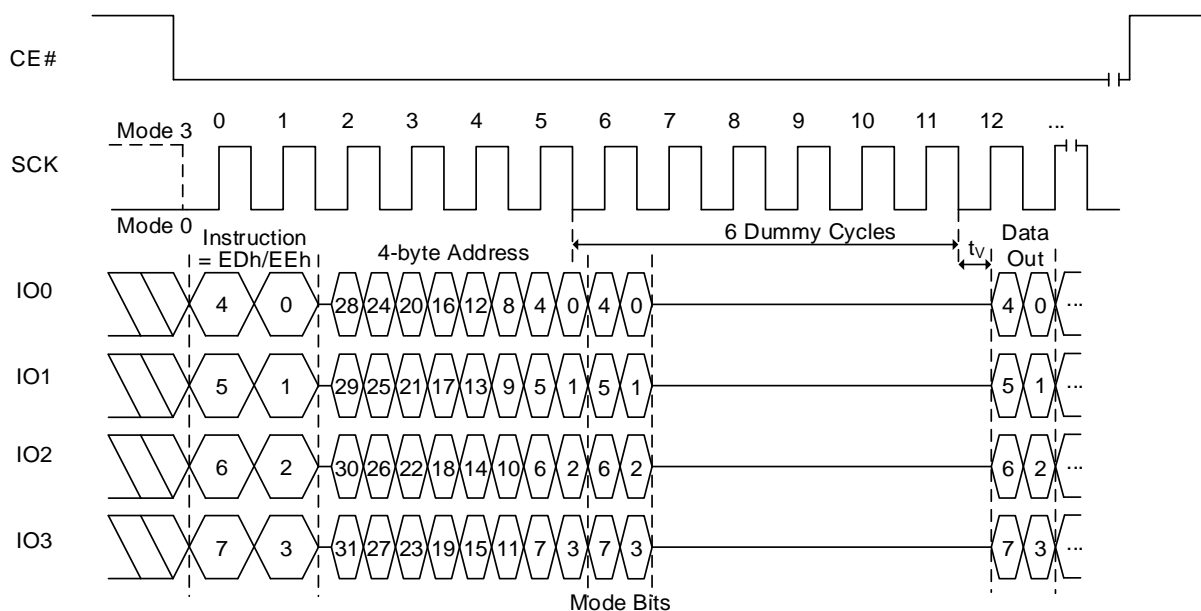 CE#
0 1 2 3 4 5 6 7 8 9 10 11 12 ...
Mode 3
SCK
Mode 0
Instruction
= EDh/EEh
4-byte Address
6 Dummy Cycles
tV
Data
Out
IO0 4 0 28 24 20 16 12 8 4 0 4 0 4 0 ...
IO1 5 1 29 25 21 17 13 9 5 1 5 1 5 1 ...
IO2 6 2 30 26 22 18 14 10 6 2 6 2 6 2 ...
IO3 7 3 31 27 23 19 15 11 7 3 7 3 7 3 ...
Mode Bits